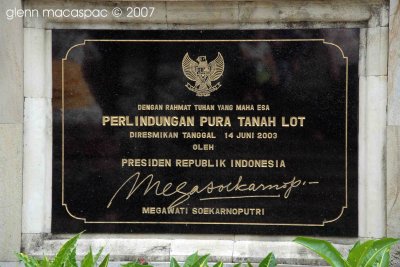 glenn macaspac © 2007
DENGAN RAHMAT TUHAN YANG MAHA ESA
PERLINDUNGAN PURA TANAH LOT
DIRESMIKAN TANGGAL 14 JUNI 2003
OLEH
PRESIDEN REPUBLIK INDONESIA
Megasoekarnop
MEGAWATI SOEKARNOPUTRI